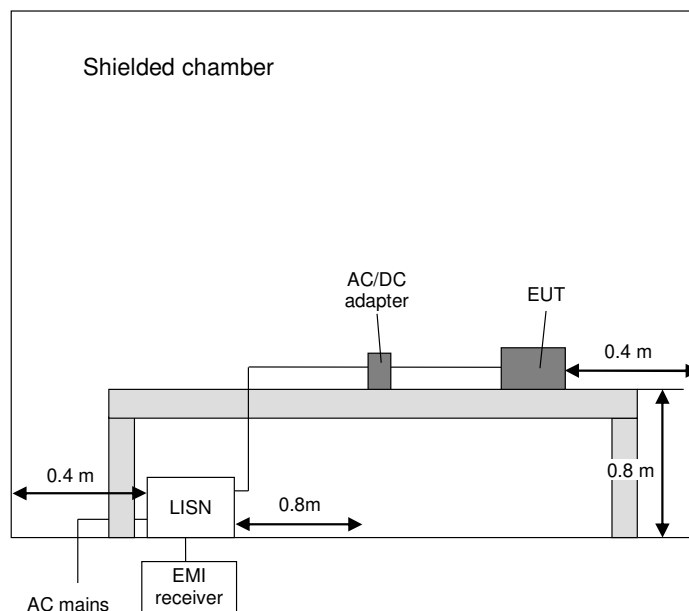 Shielded chamber
AC/DC
adapter
EUT
0.4 m
0.4 m
0.8 m
LISN
0.8m
EMI
receiver
AC mains